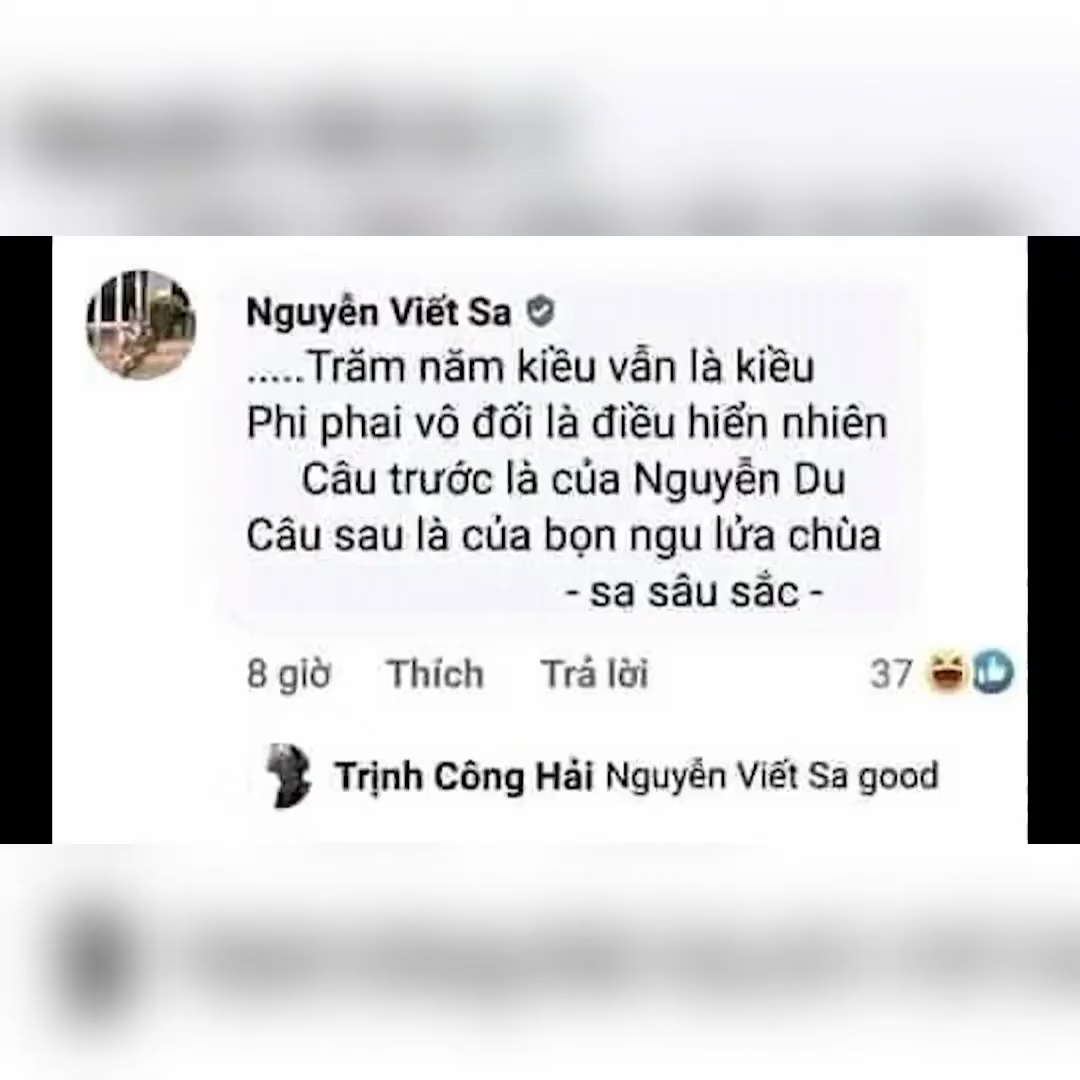 Nguyễn Viết Sa
.....Trăm năm kiều vẫn là kiều
Phi phai vô đối là điều hiển nhiên
Câu trước là của Nguyễn Du
Câu sau là của bọn ngu lửa chùa
- sa sâu sắc -
8 giờ Thích Trả lời 37
Trịnh Công Hải Nguyễn Viết Sa good